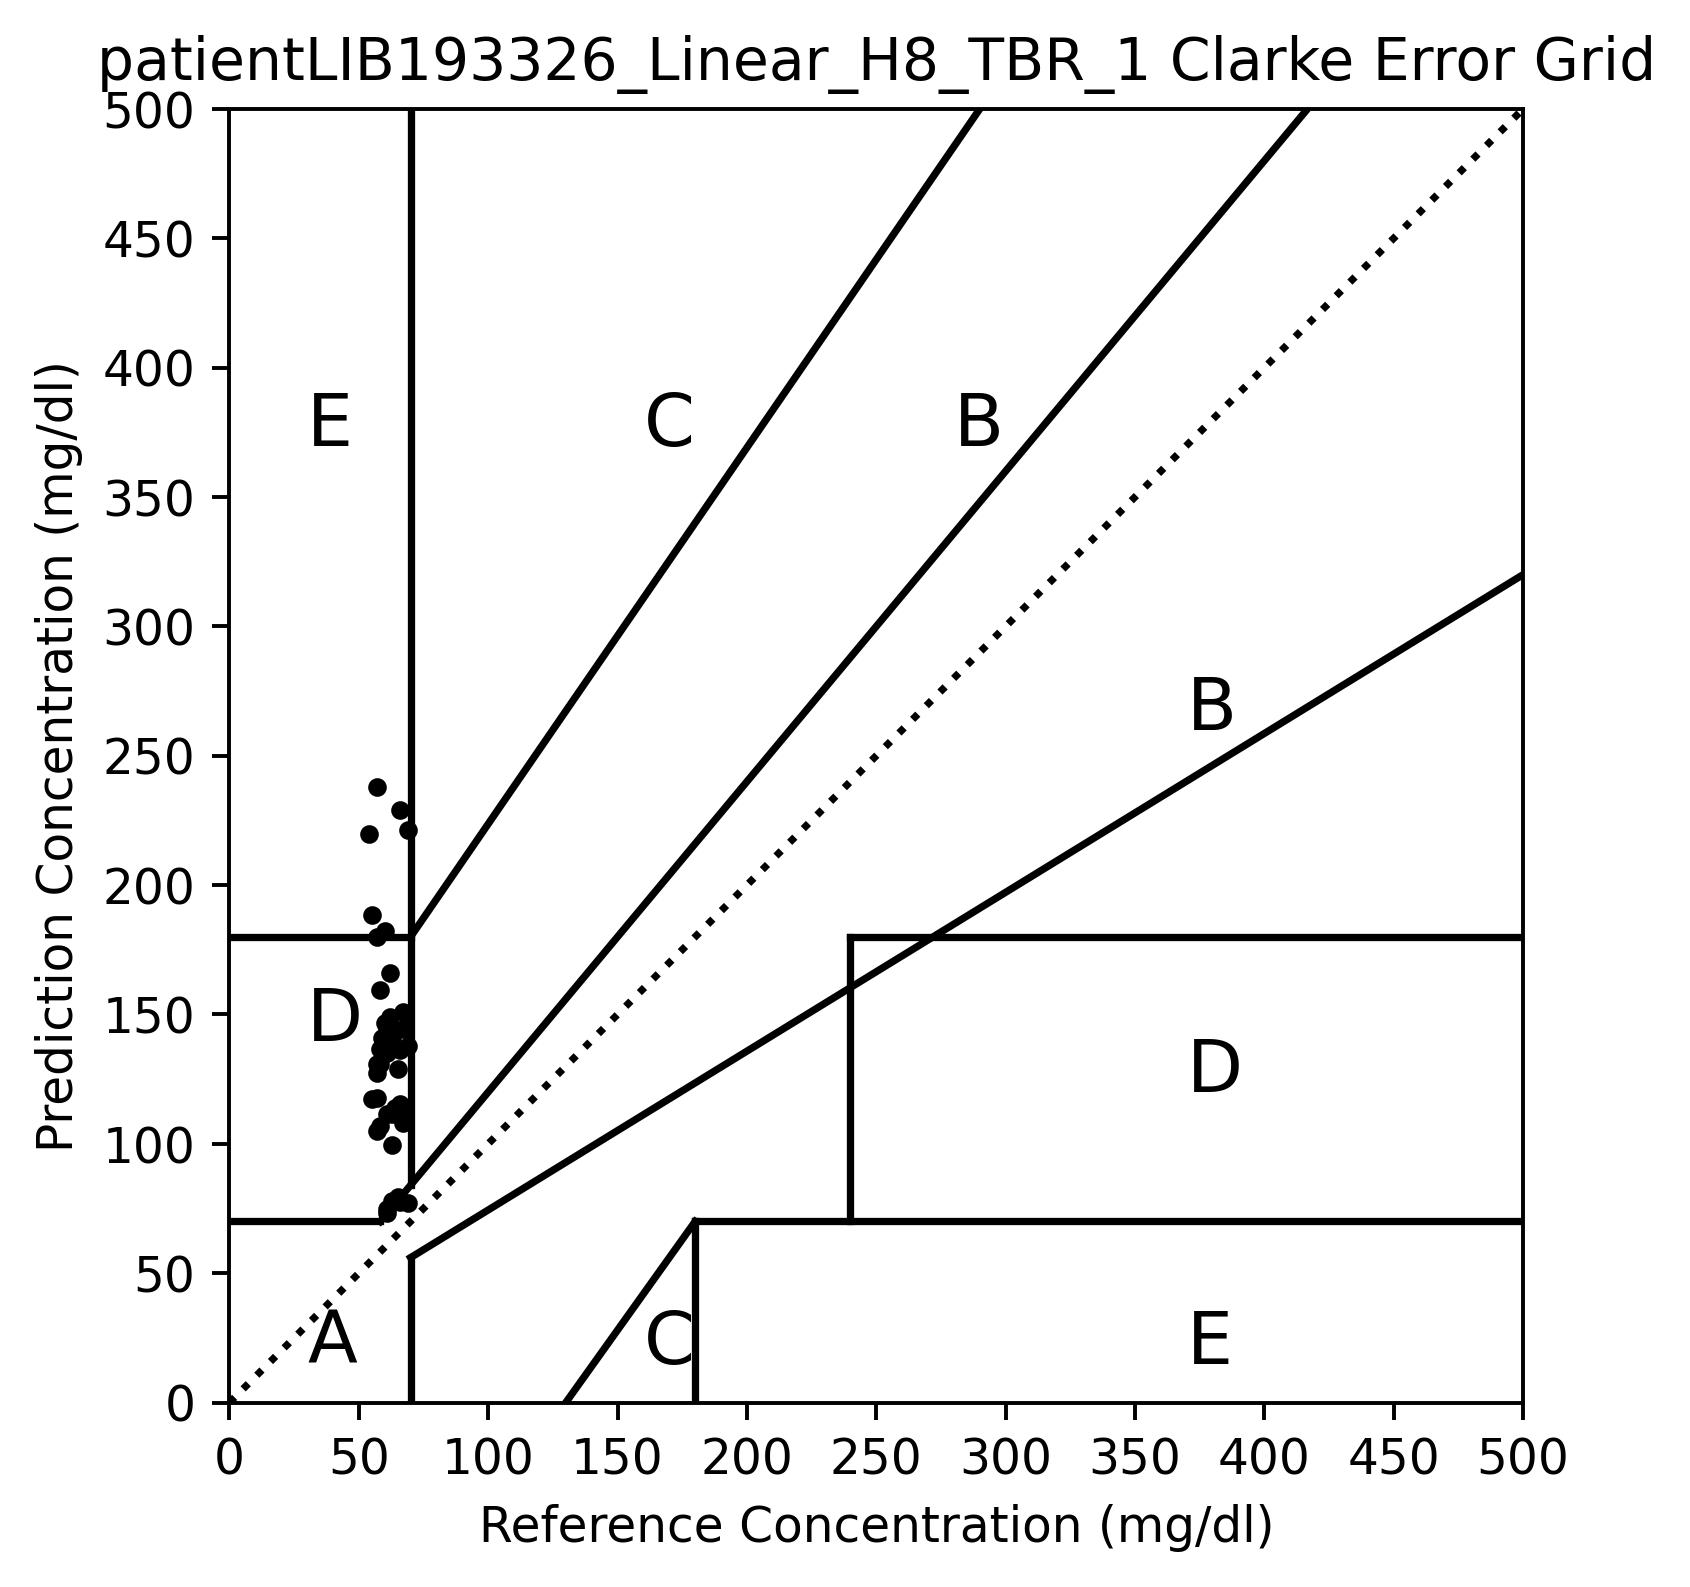 patientLIB193326_Linear_H8_TBR_1 Clarke Error Grid
500
450
400
350
300
250
200
150
100
50
0
Prediction Concentration (mg/dl)
E
C
B
B
D
D
A
C
E
0 50 100 150 200 250 300 350 400 450 500
Reference Concentration (mg/dl)